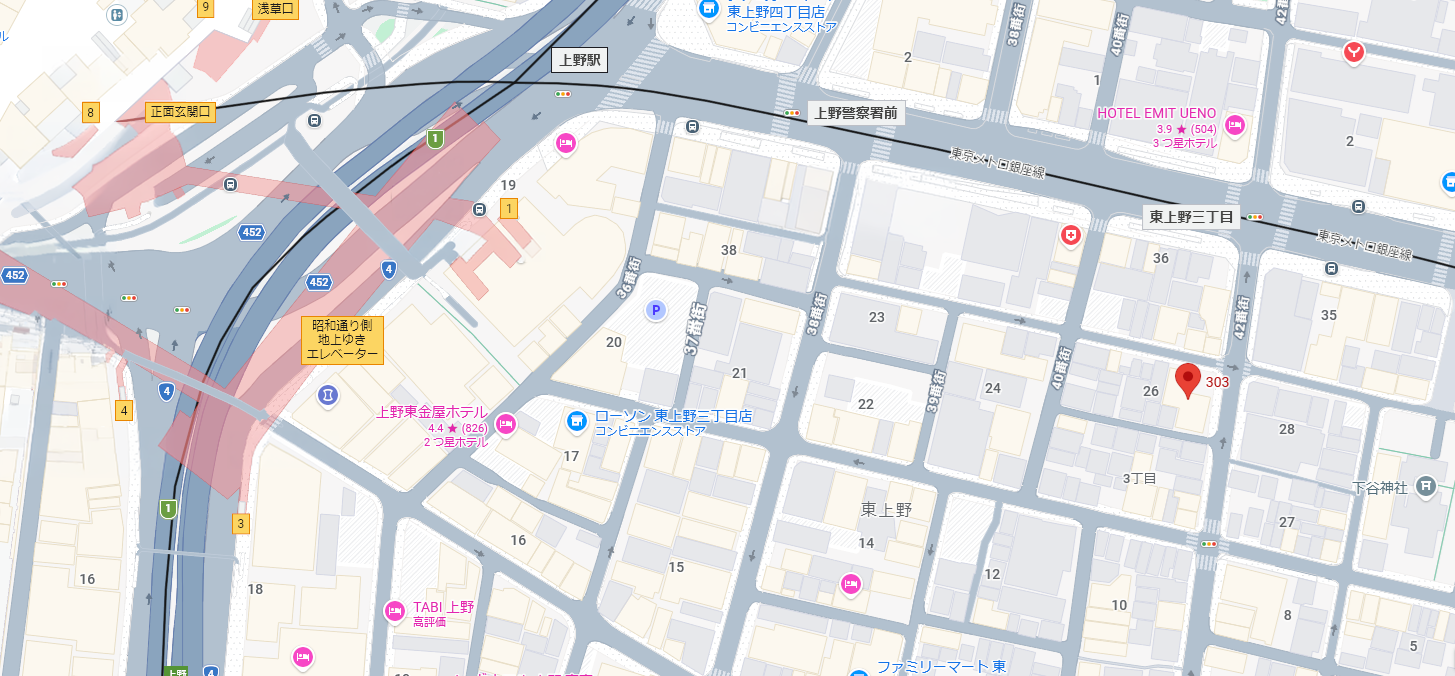 9
浅草口
東上野四丁目店
コンビニエンスストア
38番街
40番街
42番
2
1
上野駅
8
正面玄関口
1
上野警察署前
HOTEL EMIT UENO
3.9 ★ (504)
3 つ星ホテル
2
東京メトロ銀座線
19
1
東上野三丁目
452
東京メトロ銀座線
452
4
452
38
36番街
36
昭和通り側
地上ゆき
エレベーター
P
37番街
38番街
23
42番街
35
20
21
40番街
39番街
24
26
303
4
4
22
上野東金屋ホテル
4.4 ★ (826)
2 つ星ホテル
ローソン 東上野三丁目店
コンビニエンスストア
28
17
3丁目
下谷神社
1
3
東上野
27
16
14
16
18
15
12
TABI 上野
高評価
10
8
5
上野
4
ファミリーマート 東